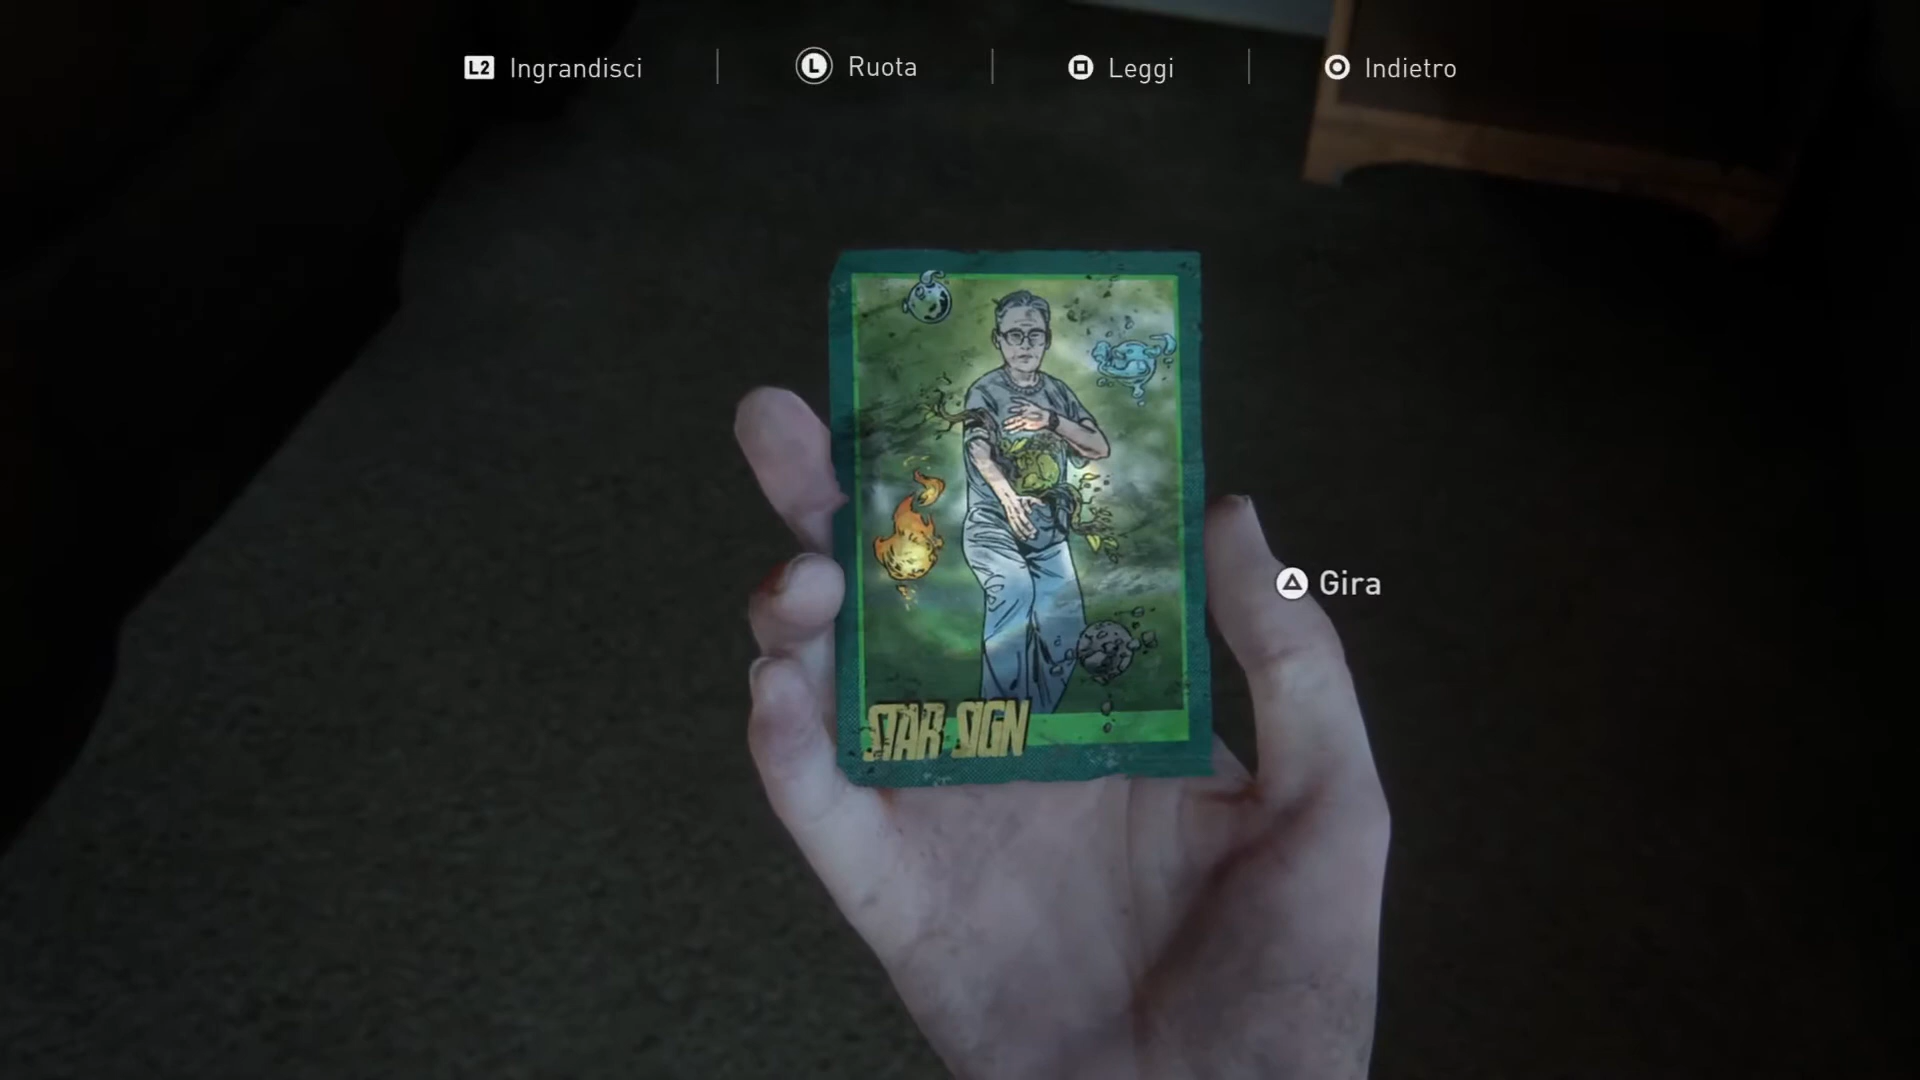 L2 Ingrandisci
L Ruota
Leggi
Indietro
Gira
STAR SIGN